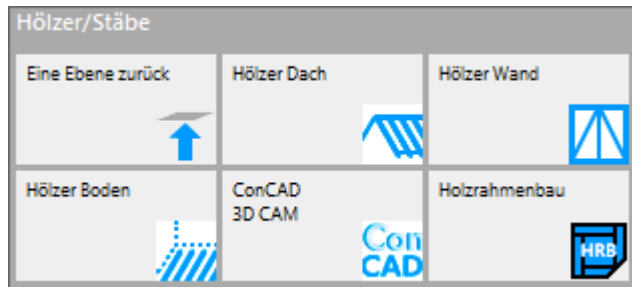 Hölzer/Stäbe
Eine Ebene zurück
Hölzer Dach
Hölzer Wand
Hölzer Boden
ConCAD
3D CAM
Con
CAD
Holzrahmenbau
HRB